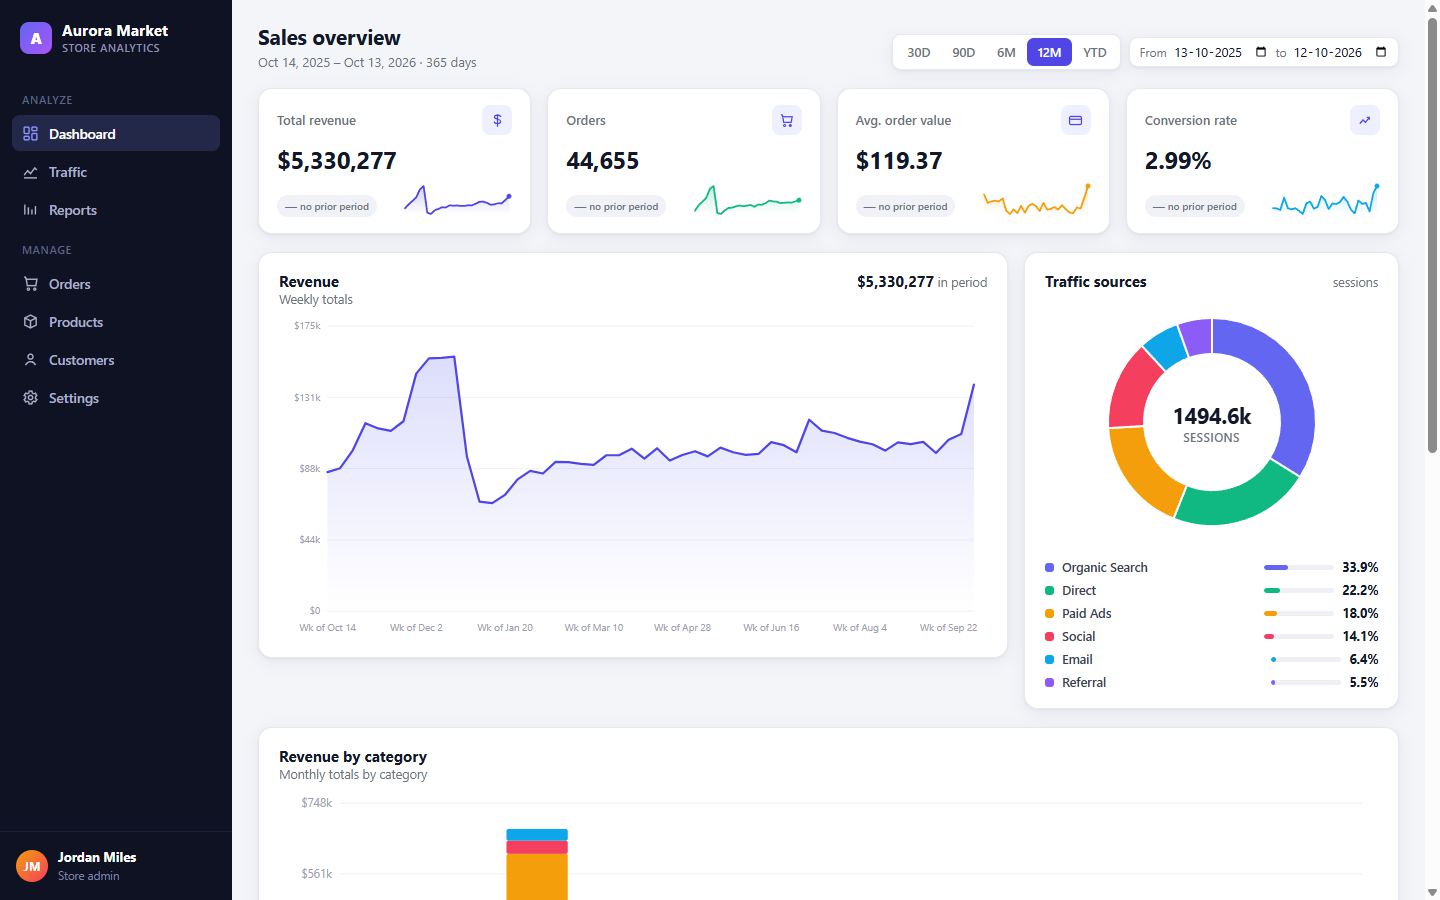 A
Aurora Market
STORE ANALYTICS
ANALYZE
Dashboard
Traffic
Reports
MANAGE
Orders
Products
Customers
Settings
JM
Jordan Miles
Store admin
Sales overview
Oct 14, 2025 – Oct 13, 2026 · 365 days
30D 90D 6M 12M YTD
From 13-10-2025 to 12-10-2026
Total revenue
$
$5,330,277
— no prior period
Orders
44,655
— no prior period
Avg. order value
$119.37
— no prior period
Conversion rate
2.99%
— no prior period
Revenue
Weekly totals
$5,330,277 in period
$175k
$131k
$88k
$44k
$0
Wk of Oct 14 Wk of Dec 2 Wk of Jan 20 Wk of Mar 10 Wk of Apr 28 Wk of Jun 16 Wk of Aug 4 Wk of Sep 22
Traffic sources
sessions
1494.6k
SESSIONS
Organic Search 33.9%
Direct 22.2%
Paid Ads 18.0%
Social 14.1%
Email 6.4%
Referral 5.5%
Revenue by category
Monthly totals by category
$748k
$561k